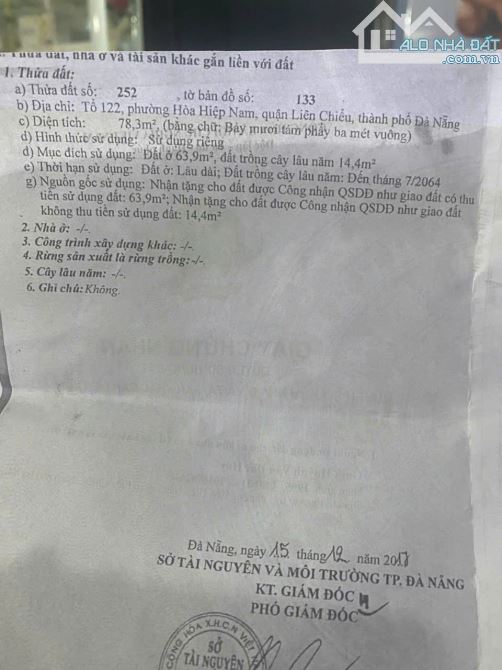 ALO NHÀ ĐẤT
.com.vn
Thửa đất, nhà ở và tài sản khác gắn liền với đất
1. Thửa đất:
a) Thửa đất số: 252 , tờ bản đồ số: 133
b) Địa chỉ: Tổ 122, phường Hòa Hiệp Nam, quận Liên Chiểu, thành phố Đà Nẵng
c) Diện tích: 78,3m², (bằng chữ: Bảy mươi tám phẩy ba mét vuông)
d) Hình thức sử dụng: Sử dụng riêng
đ) Mục đích sử dụng: Đất ở 63,9m², đất trồng cây lâu năm 14,4m²
e) Thời hạn sử dụng: Đất ở: Lâu dài; Đất trồng cây lâu năm: Đến tháng 7/2064
g) Nguồn gốc sử dụng: Nhận tặng cho đất được Công nhận QSDĐ như giao đất có thu
tiền sử dụng đất: 63,9m²; Nhận tặng cho đất được Công nhận QSDĐ như giao đất
không thu tiền sử dụng đất: 14,4m²
2. Nhà ở: -/-.
3. Công trình xây dựng khác: -/-.
4. Rừng sản xuất là rừng trồng: -/-.
5. Cây lâu năm: -/-.
6. Ghi chú: Không.
Đà Nẵng, ngày 15 tháng 12 năm 2017
SỞ TÀI NGUYÊN VÀ MÔI TRƯỜNG TP. ĐÀ NẴNG
KT. GIÁM ĐỐC
PHÓ GIÁM ĐỐC
CỘNG HÒA X.H.C.N VIỆT
SỞ
TÀI NGUYÊN